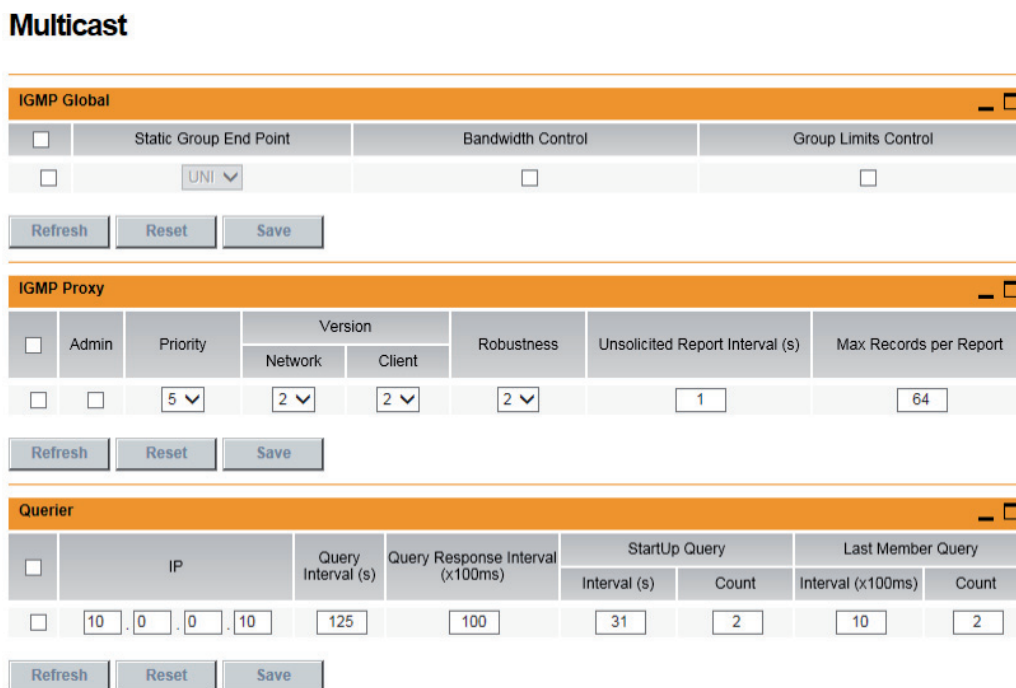 Multicast
IGMP Global
Static Group End Point Bandwidth Control Group Limits Control
UNI
Refresh Reset Save
IGMP Proxy
Admin Priority Version Robustness Unsolicited Report Interval (s) Max Records per Report
Network Client
5 2 2 2 1 64
Refresh Reset Save
Querier
IP Query Interval (s) Query Response Interval (x100ms) StartUp Query Last Member Query
Interval (s) Count Interval (x100ms) Count
10 . 0 . 0 . 10 125 100 31 2 10 2
Refresh Reset Save